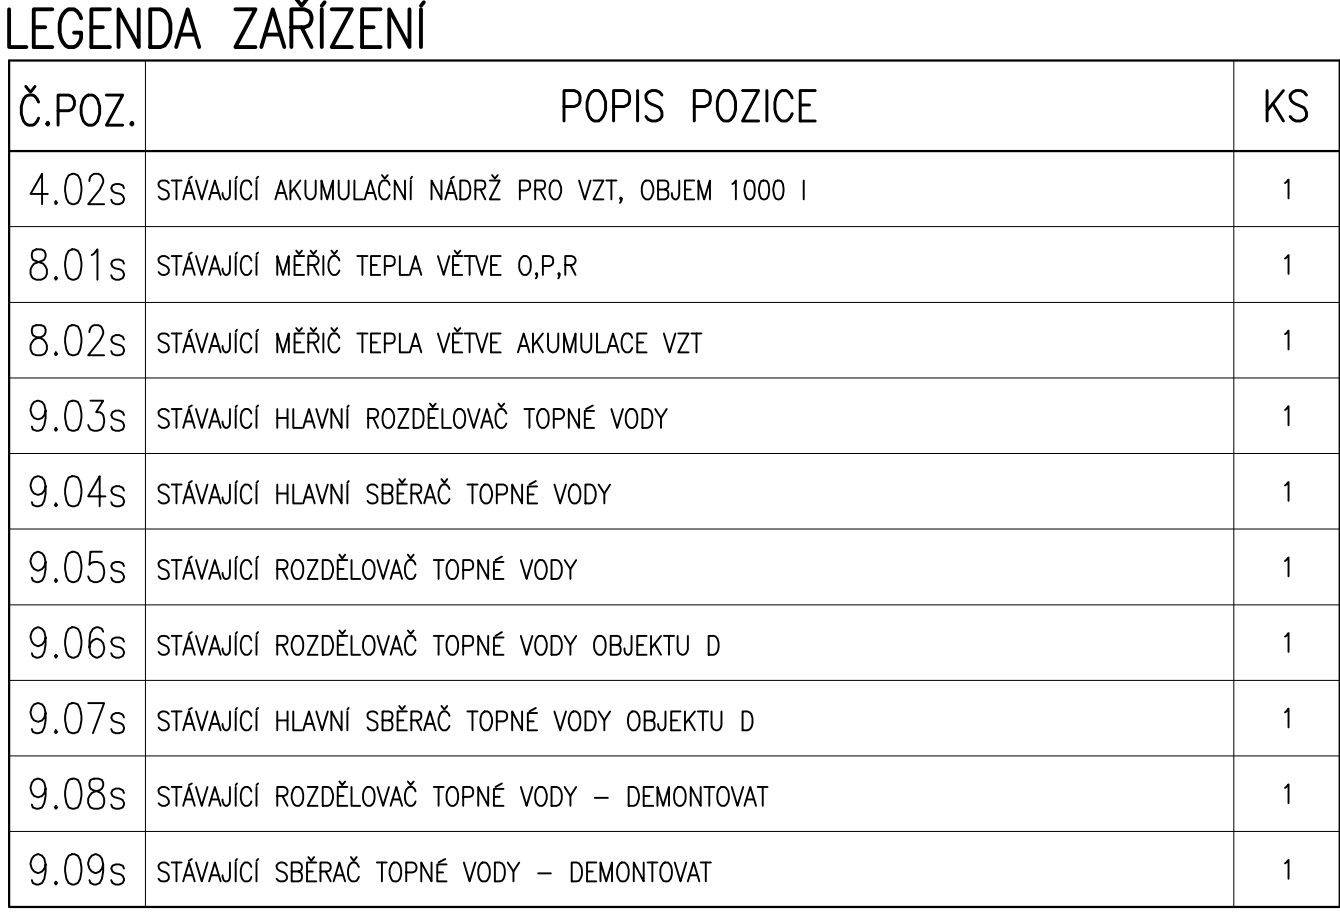 LEGENDA ZAŘÍZENÍ
Č.POZ. POPIS POZICE KS
4.02s STÁVAJÍCÍ AKUMULAČNÍ NÁDRŽ PRO VZT, OBJEM 1000 l 1
8.01s STÁVAJÍCÍ MĚŘIČ TEPLA VĚTVE O,P,R 1
8.02s STÁVAJÍCÍ MĚŘIČ TEPLA VĚTVE AKUMULACE VZT 1
9.03s STÁVAJÍCÍ HLAVNÍ ROZDĚLOVAČ TOPNÉ VODY 1
9.04s STÁVAJÍCÍ HLAVNÍ SBĚRAČ TOPNÉ VODY 1
9.05s STÁVAJÍCÍ ROZDĚLOVAČ TOPNÉ VODY 1
9.06s STÁVAJÍCÍ ROZDĚLOVAČ TOPNÉ VODY OBJEKTU D 1
9.07s STÁVAJÍCÍ HLAVNÍ SBĚRAČ TOPNÉ VODY OBJEKTU D 1
9.08s STÁVAJÍCÍ ROZDĚLOVAČ TOPNÉ VODY – DEMONTOVAT 1
9.09s STÁVAJÍCÍ SBĚRAČ TOPNÉ VODY – DEMONTOVAT 1